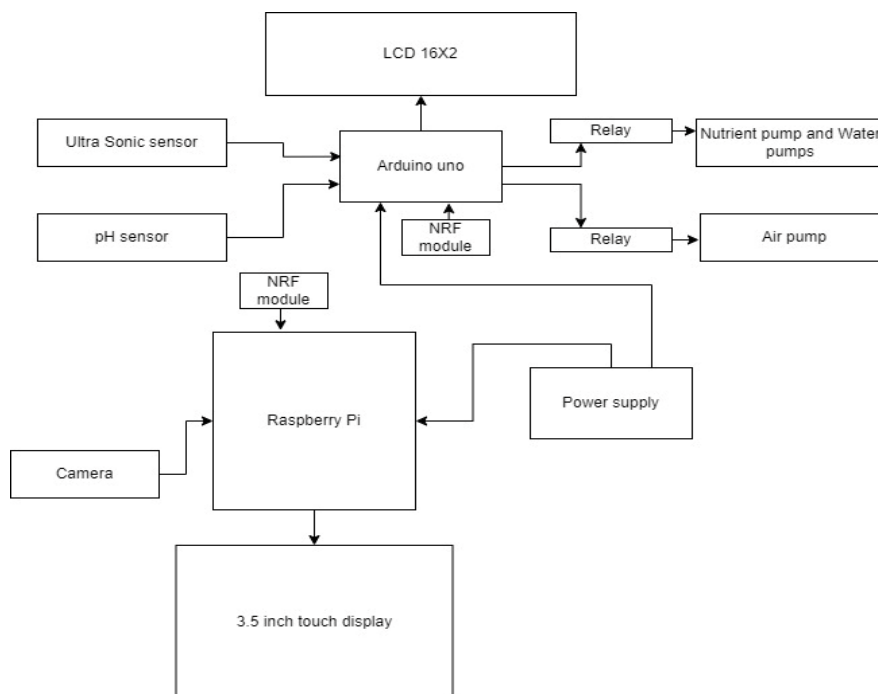 LCD 16X2
Ultra Sonic sensor
Arduino uno
Relay
Nutrient pump and Water
pumps
pH sensor
NRF
module
Relay
Air pump
NRF
module
Raspberry Pi
Power supply
Camera
3.5 inch touch display